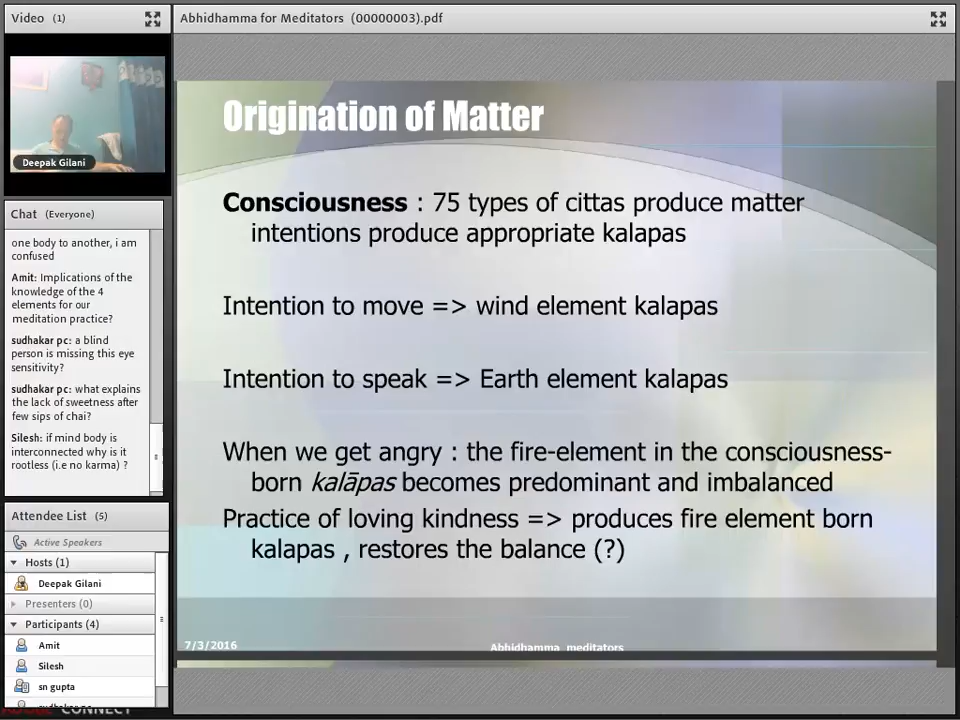 Video (1)
Abhidhamma for Meditators (00000003).pdf
Deepak Gilani
Chat (Everyone)
one body to another, i am
confused
Amit: Implications of the
knowledge of the 4
elements for our
meditation practice?
sudhakar pc: a blind
person is missing this eye
sensitivity?
sudhakar pc: what explains
the lack of sweetness after
few sips of chai?
Silesh: if mind body is
interconnected why is it
rootless (i.e no karma) ?
Attendee List (5)
Active Speakers
Hosts (1)
Deepak Gilani
Presenters (0)
Participants (4)
Amit
Silesh
sn gupta
sudhakar pc
ADOBE CONNECT
Origination of Matter
Consciousness : 75 types of cittas produce matter
intentions produce appropriate kalapas
Intention to move => wind element kalapas
Intention to speak => Earth element kalapas
When we get angry : the fire-element in the consciousness-
born kalāpas becomes predominant and imbalanced
Practice of loving kindness => produces fire element born
kalapas , restores the balance (?)
7/3/2016
Abhidhamma meditators